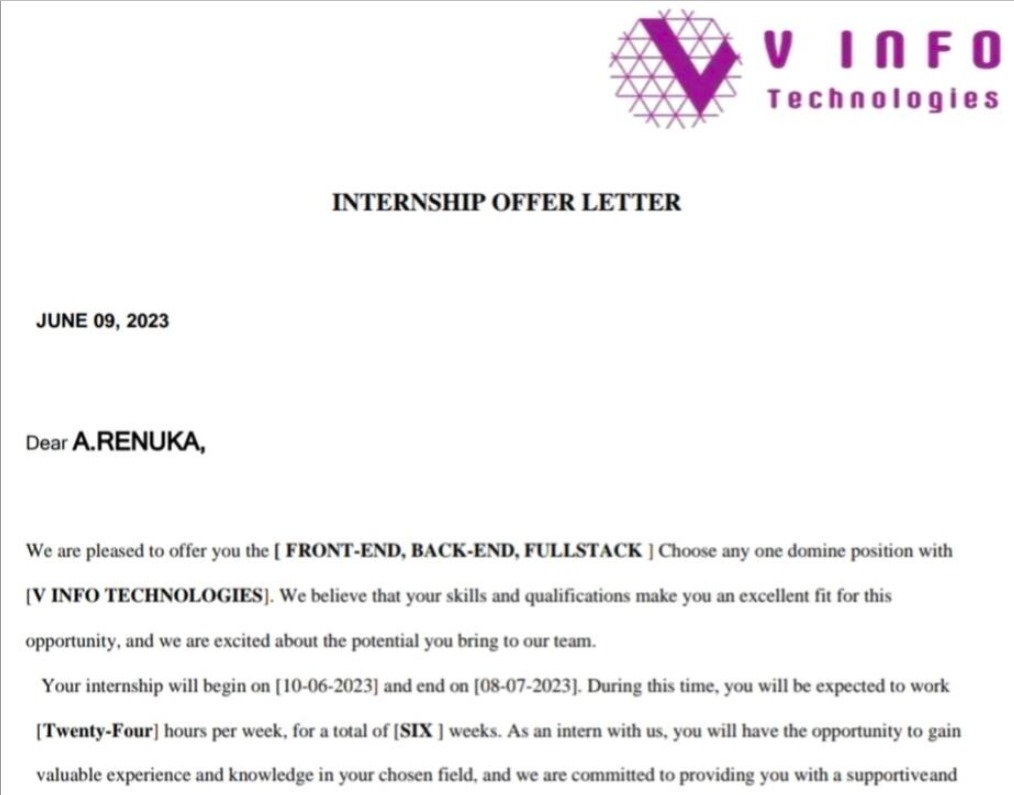 V INFO
Technologies
INTERNSHIP OFFER LETTER
JUNE 09, 2023
Dear A.RENUKA,
We are pleased to offer you the [ FRONT-END, BACK-END, FULLSTACK ] Choose any one domine position with
[V INFO TECHNOLOGIES]. We believe that your skills and qualifications make you an excellent fit for this
opportunity, and we are excited about the potential you bring to our team.
Your internship will begin on [10-06-2023] and end on [08-07-2023]. During this time, you will be expected to work
[Twenty-Four] hours per week, for a total of [SIX ] weeks. As an intern with us, you will have the opportunity to gain
valuable experience and knowledge in your chosen field, and we are committed to providing you with a supportiveand